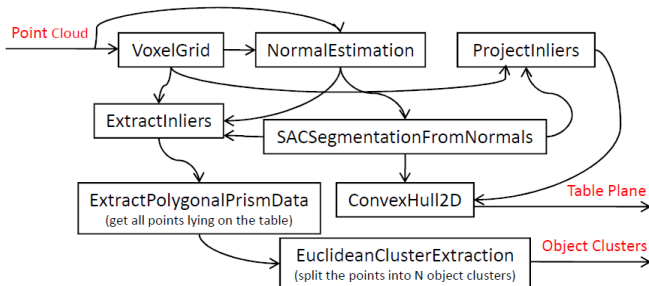 Point Cloud
VoxelGrid
NormalEstimation
ProjectInliers
ExtractInliers
SACSegmentationFromNormals
ExtractPolygonalPrismData
(get all points lying on the table)
ConvexHull2D
Table Plane
EuclideanClusterExtraction
(split the points into N object clusters)
Object Clusters